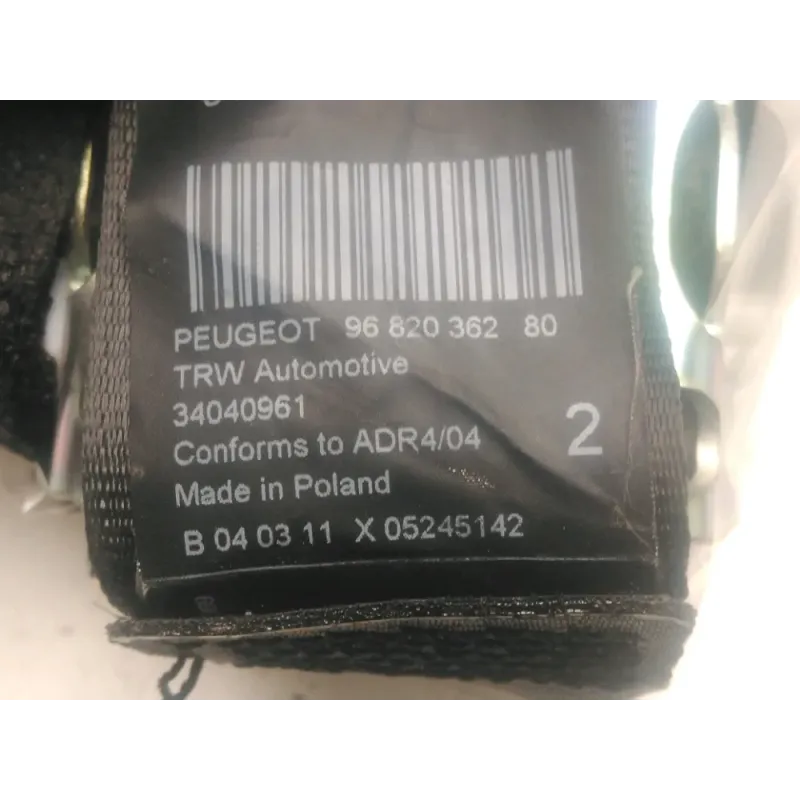 PEUGEOT 96 820 362 80
TRW Automotive
34040961
Conforms to ADR4/04
2
Made in Poland
B 04 03 11 X 05245142